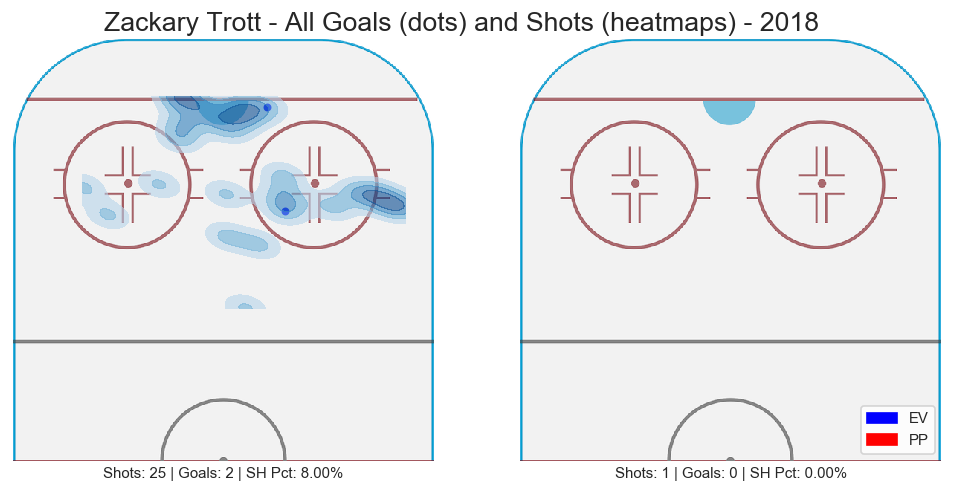 Zackary Trott - All Goals (dots) and Shots (heatmaps) - 2018
EV
PP
Shots: 25 | Goals: 2 | SH Pct: 8.00%
Shots: 1 | Goals: 0 | SH Pct: 0.00%